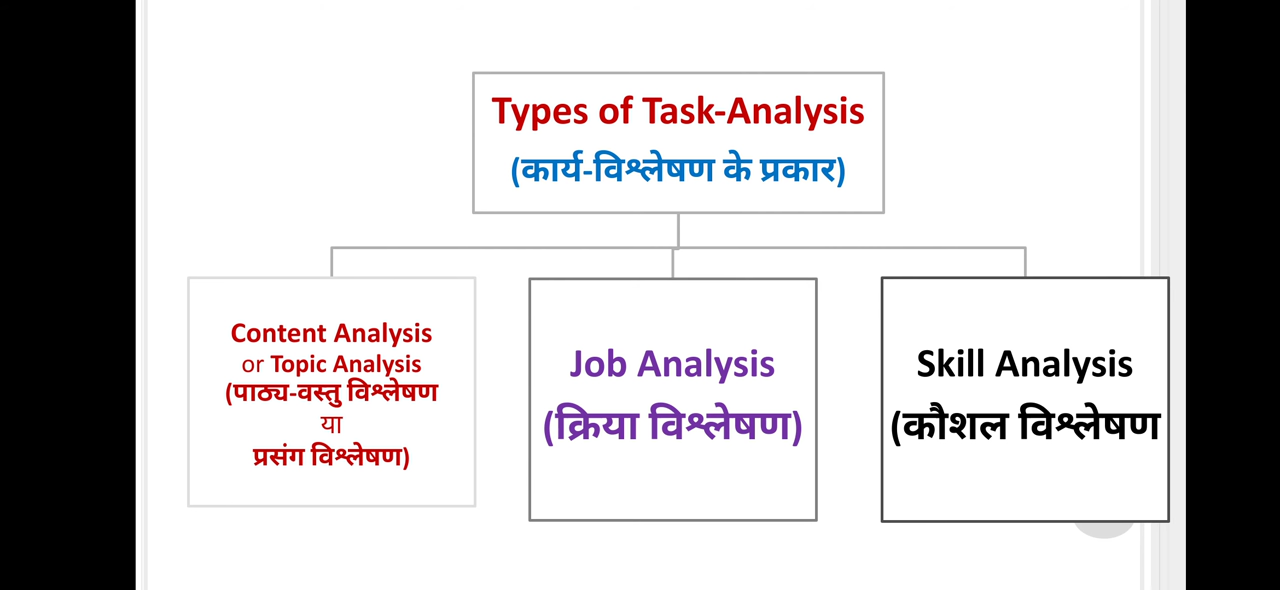 Types of Task-Analysis
(कार्य-विश्लेषण के प्रकार)
Content Analysis
or Topic Analysis
(पाठ्य-वस्तु विश्लेषण
या
प्रसंग विश्लेषण)
Job Analysis
(क्रिया विश्लेषण)
Skill Analysis
(कौशल विश्लेषण